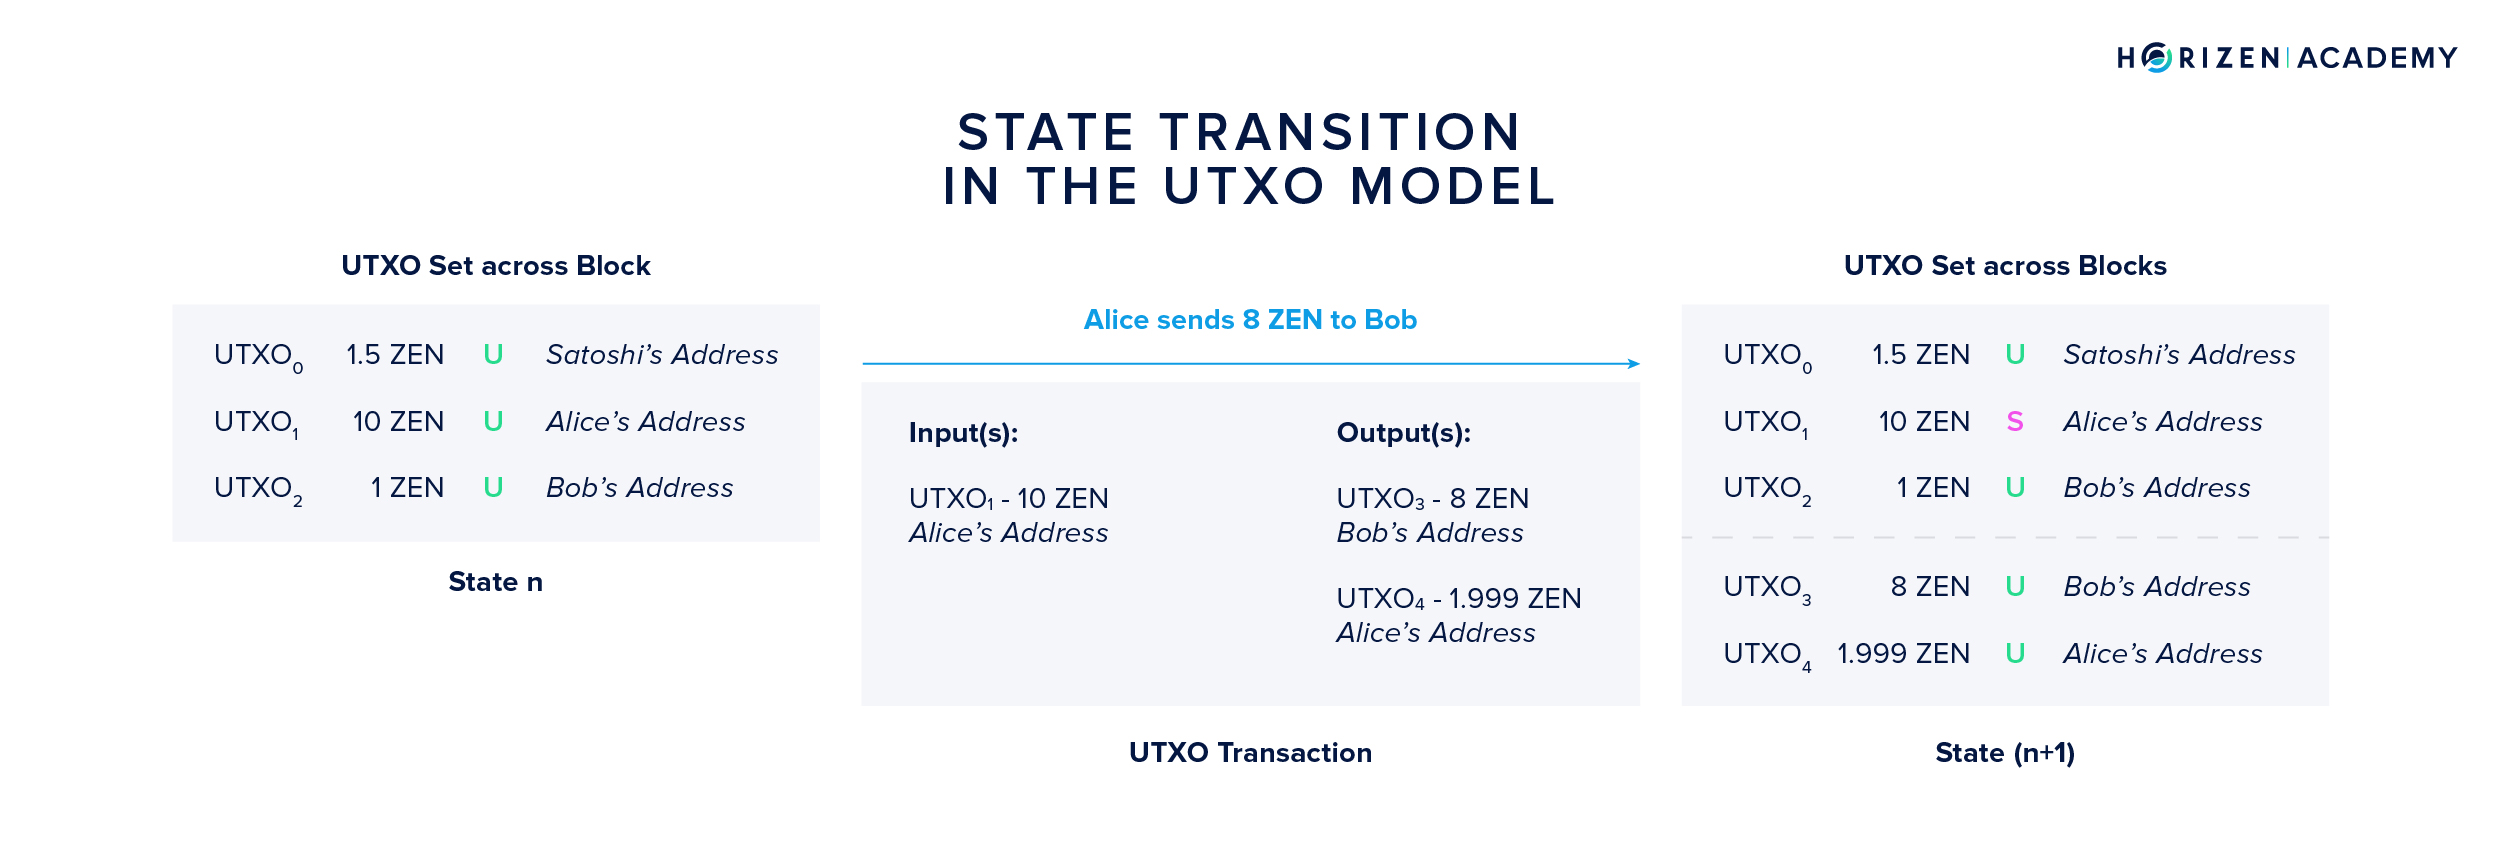 HORIZEN | ACADEMY
STATE TRANSITION
IN THE UTXO MODEL
UTXO Set across Block
UTXO₀ 1.5 ZEN U Satoshi’s Address
UTXO₁ 10 ZEN U Alice’s Address
UTXO₂ 1 ZEN U Bob’s Address
State n
Alice sends 8 ZEN to Bob
Input(s):
UTXO₁ - 10 ZEN
Alice’s Address
Output(s):
UTXO₃ - 8 ZEN
Bob’s Address
UTXO₄ - 1.999 ZEN
Alice’s Address
UTXO Transaction
UTXO Set across Blocks
UTXO₀ 1.5 ZEN U Satoshi’s Address
UTXO₁ 10 ZEN S Alice’s Address
UTXO₂ 1 ZEN U Bob’s Address
UTXO₃ 8 ZEN U Bob’s Address
UTXO₄ 1.999 ZEN U Alice’s Address
State (n+1)